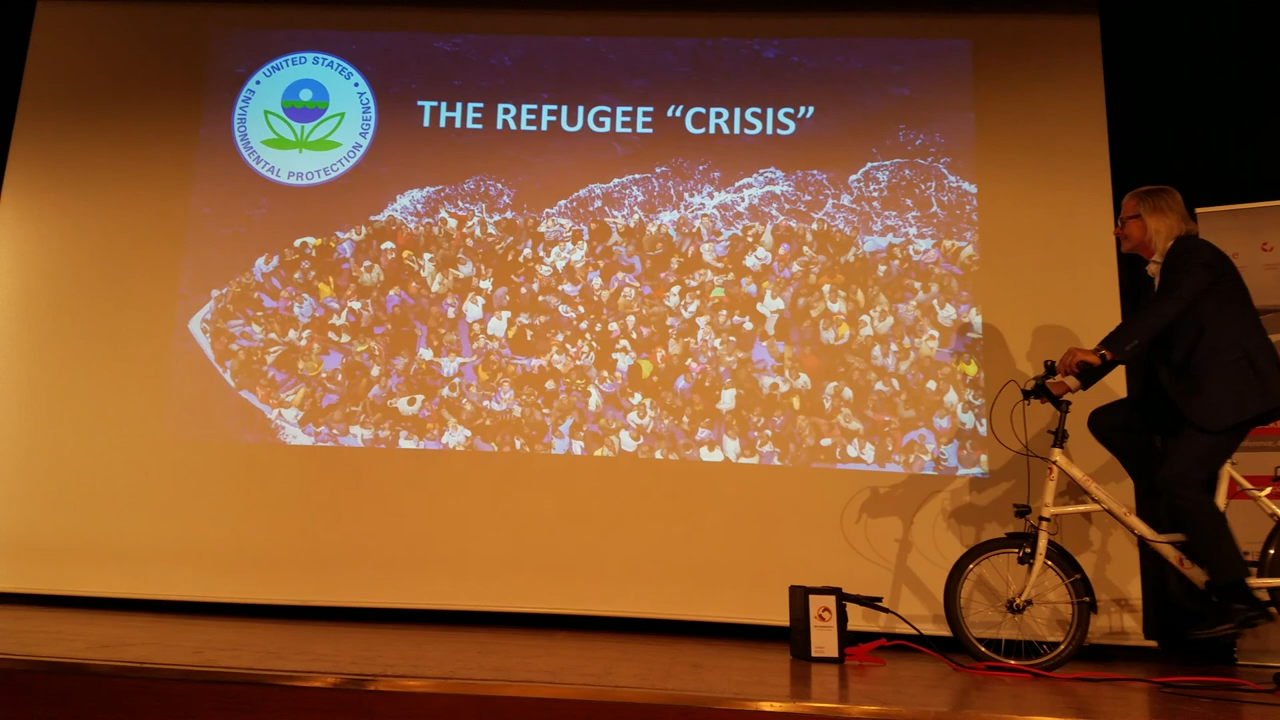 UNITED STATES
ENVIRONMENTAL PROTECTION AGENCY
THE REFUGEE “CRISIS”